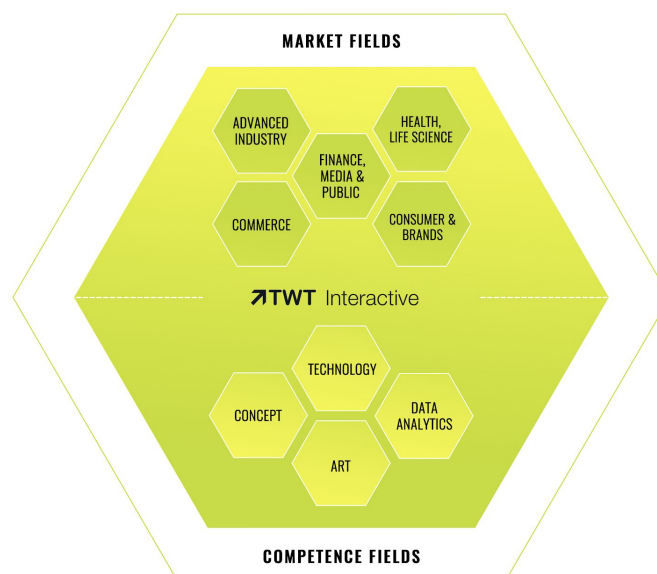 MARKET FIELDS
ADVANCED
INDUSTRY
HEALTH,
LIFE SCIENCE
FINANCE,
MEDIA &
PUBLIC
COMMERCE
CONSUMER &
BRANDS
TWT Interactive
TECHNOLOGY
CONCEPT
DATA
ANALYTICS
ART
COMPETENCE FIELDS